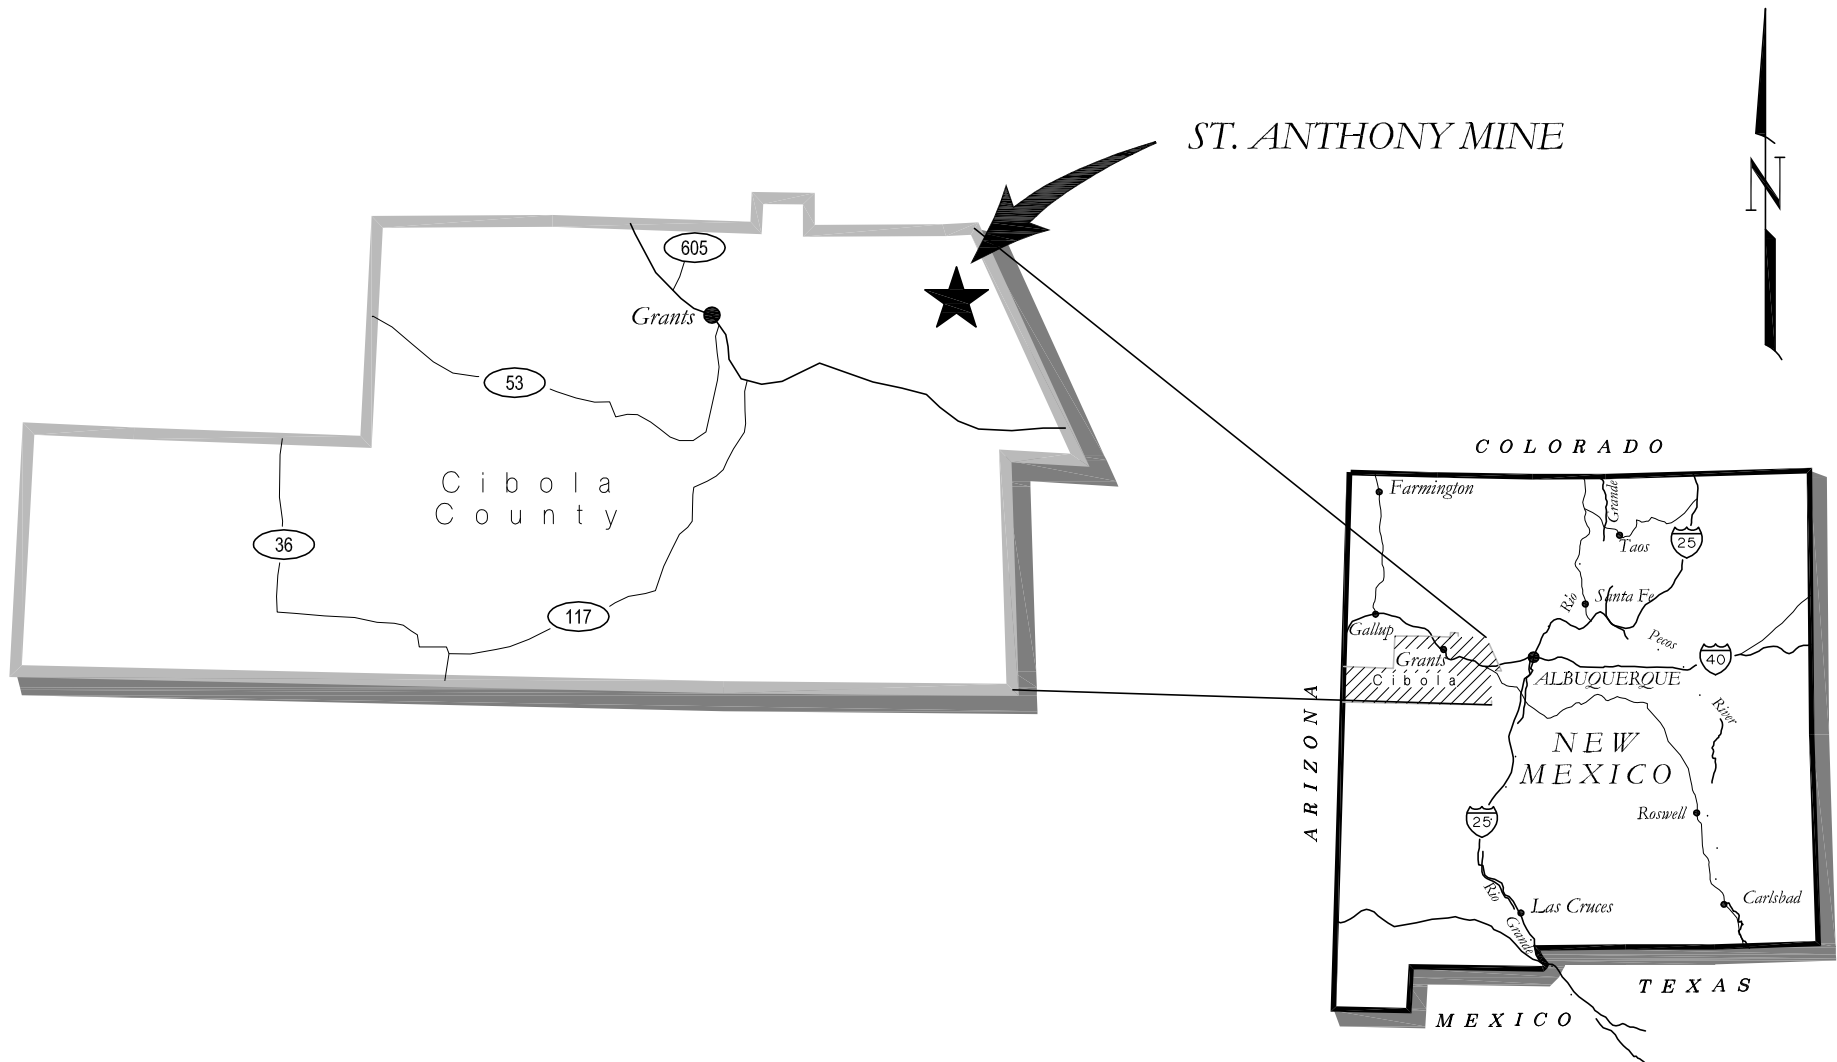 ST. ANTHONY MINE
N
605
Grants
53
Cibola
County
36
117
COLORADO
Farmington
Grande
Taos
25
Rio
Santa Fe
Gallup
Pecos
Grants
40
Cibola
ALBUQUERQUE
ARIZONA
River
NEW
MEXICO
25
Roswell
Rio
Carlsbad
Las Cruces
Grande
TEXAS
MEXICO